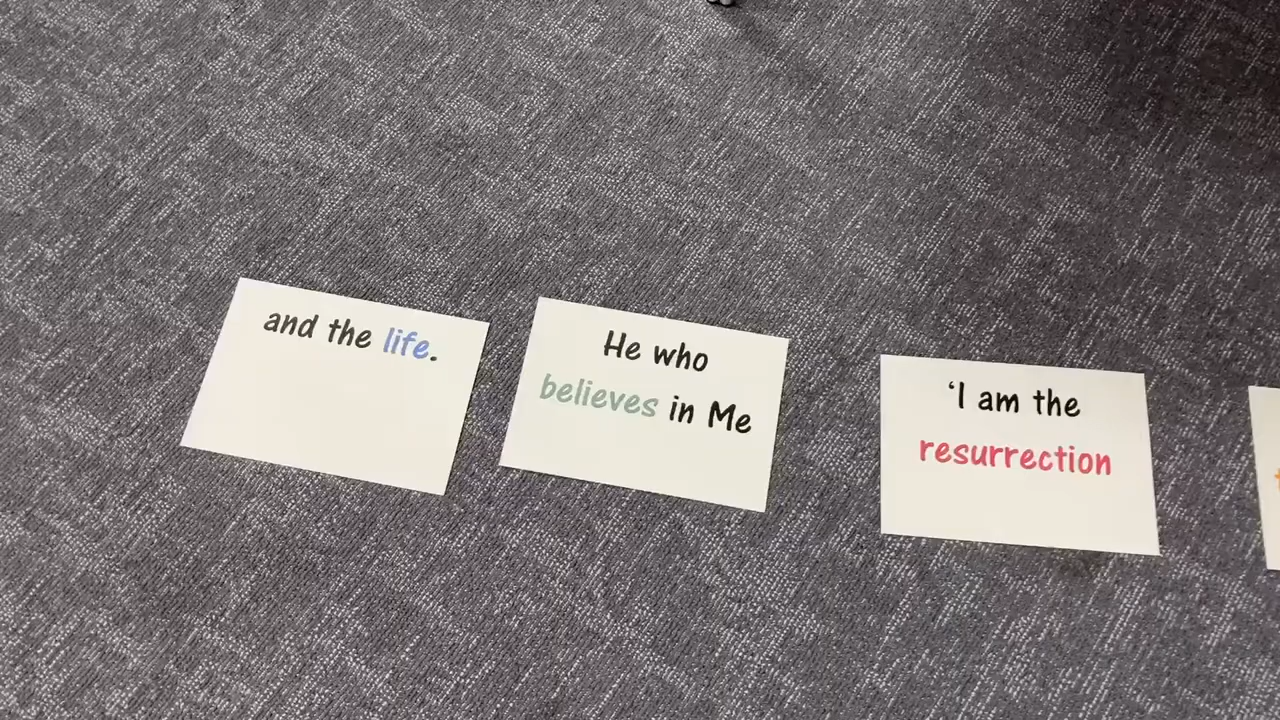 and the life.
He who
believes in Me
‘I am the
resurrection